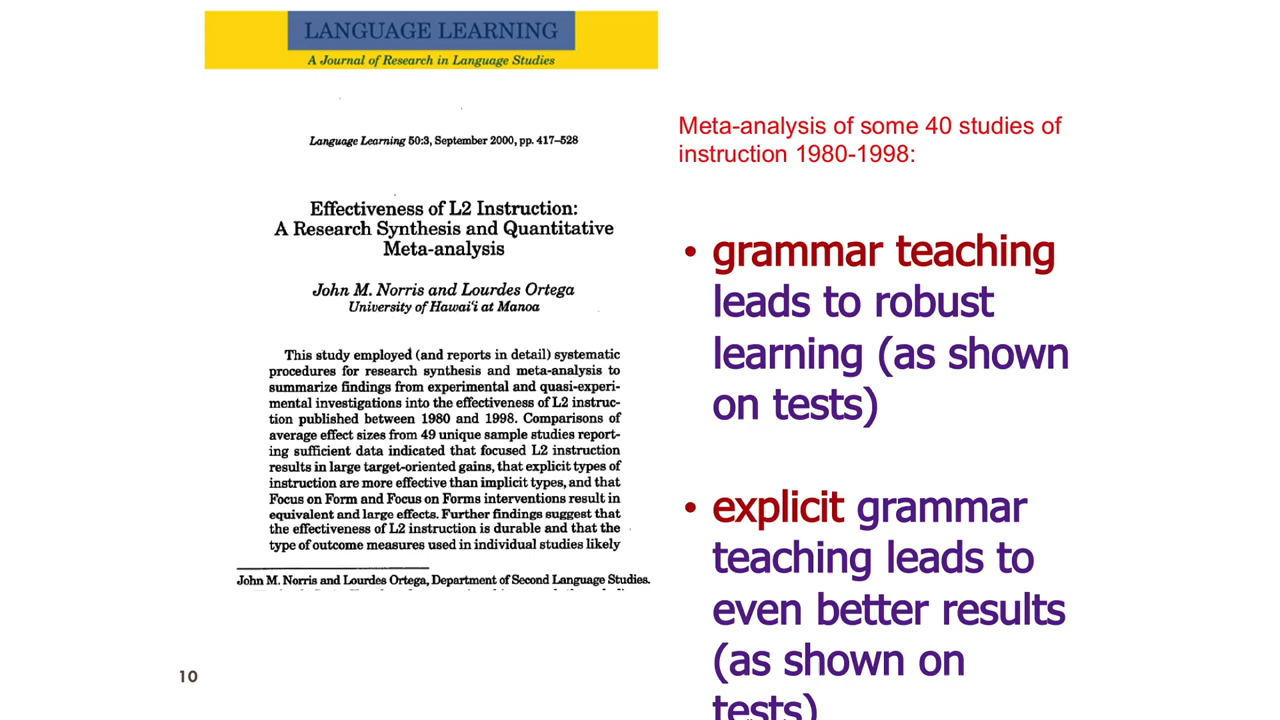 LANGUAGE LEARNING
A Journal of Research in Language Studies
Language Learning 50:3, September 2000, pp. 417–528
Effectiveness of L2 Instruction:
A Research Synthesis and Quantitative
Meta-analysis
John M. Norris and Lourdes Ortega
University of Hawai‘i at Manoa
This study employed (and reports in detail) systematic
procedures for research synthesis and meta-analysis to
summarize findings from experimental and quasi-experi-
mental investigations into the effectiveness of L2 instruc-
tion published between 1980 and 1998. Comparisons of
average effect sizes from 49 unique sample studies report-
ing sufficient data indicated that focused L2 instruction
results in large target-oriented gains, that explicit types of
instruction are more effective than implicit types, and that
Focus on Form and Focus on Forms interventions result in
equivalent and large effects. Further findings suggest that
the effectiveness of L2 instruction is durable and that the
type of outcome measures used in individual studies likely
John M. Norris and Lourdes Ortega, Department of Second Language Studies.
Meta-analysis of some 40 studies of
instruction 1980-1998:
• grammar teaching
leads to robust
learning (as shown
on tests)
• explicit grammar
teaching leads to
even better results
(as shown on
tests)
10